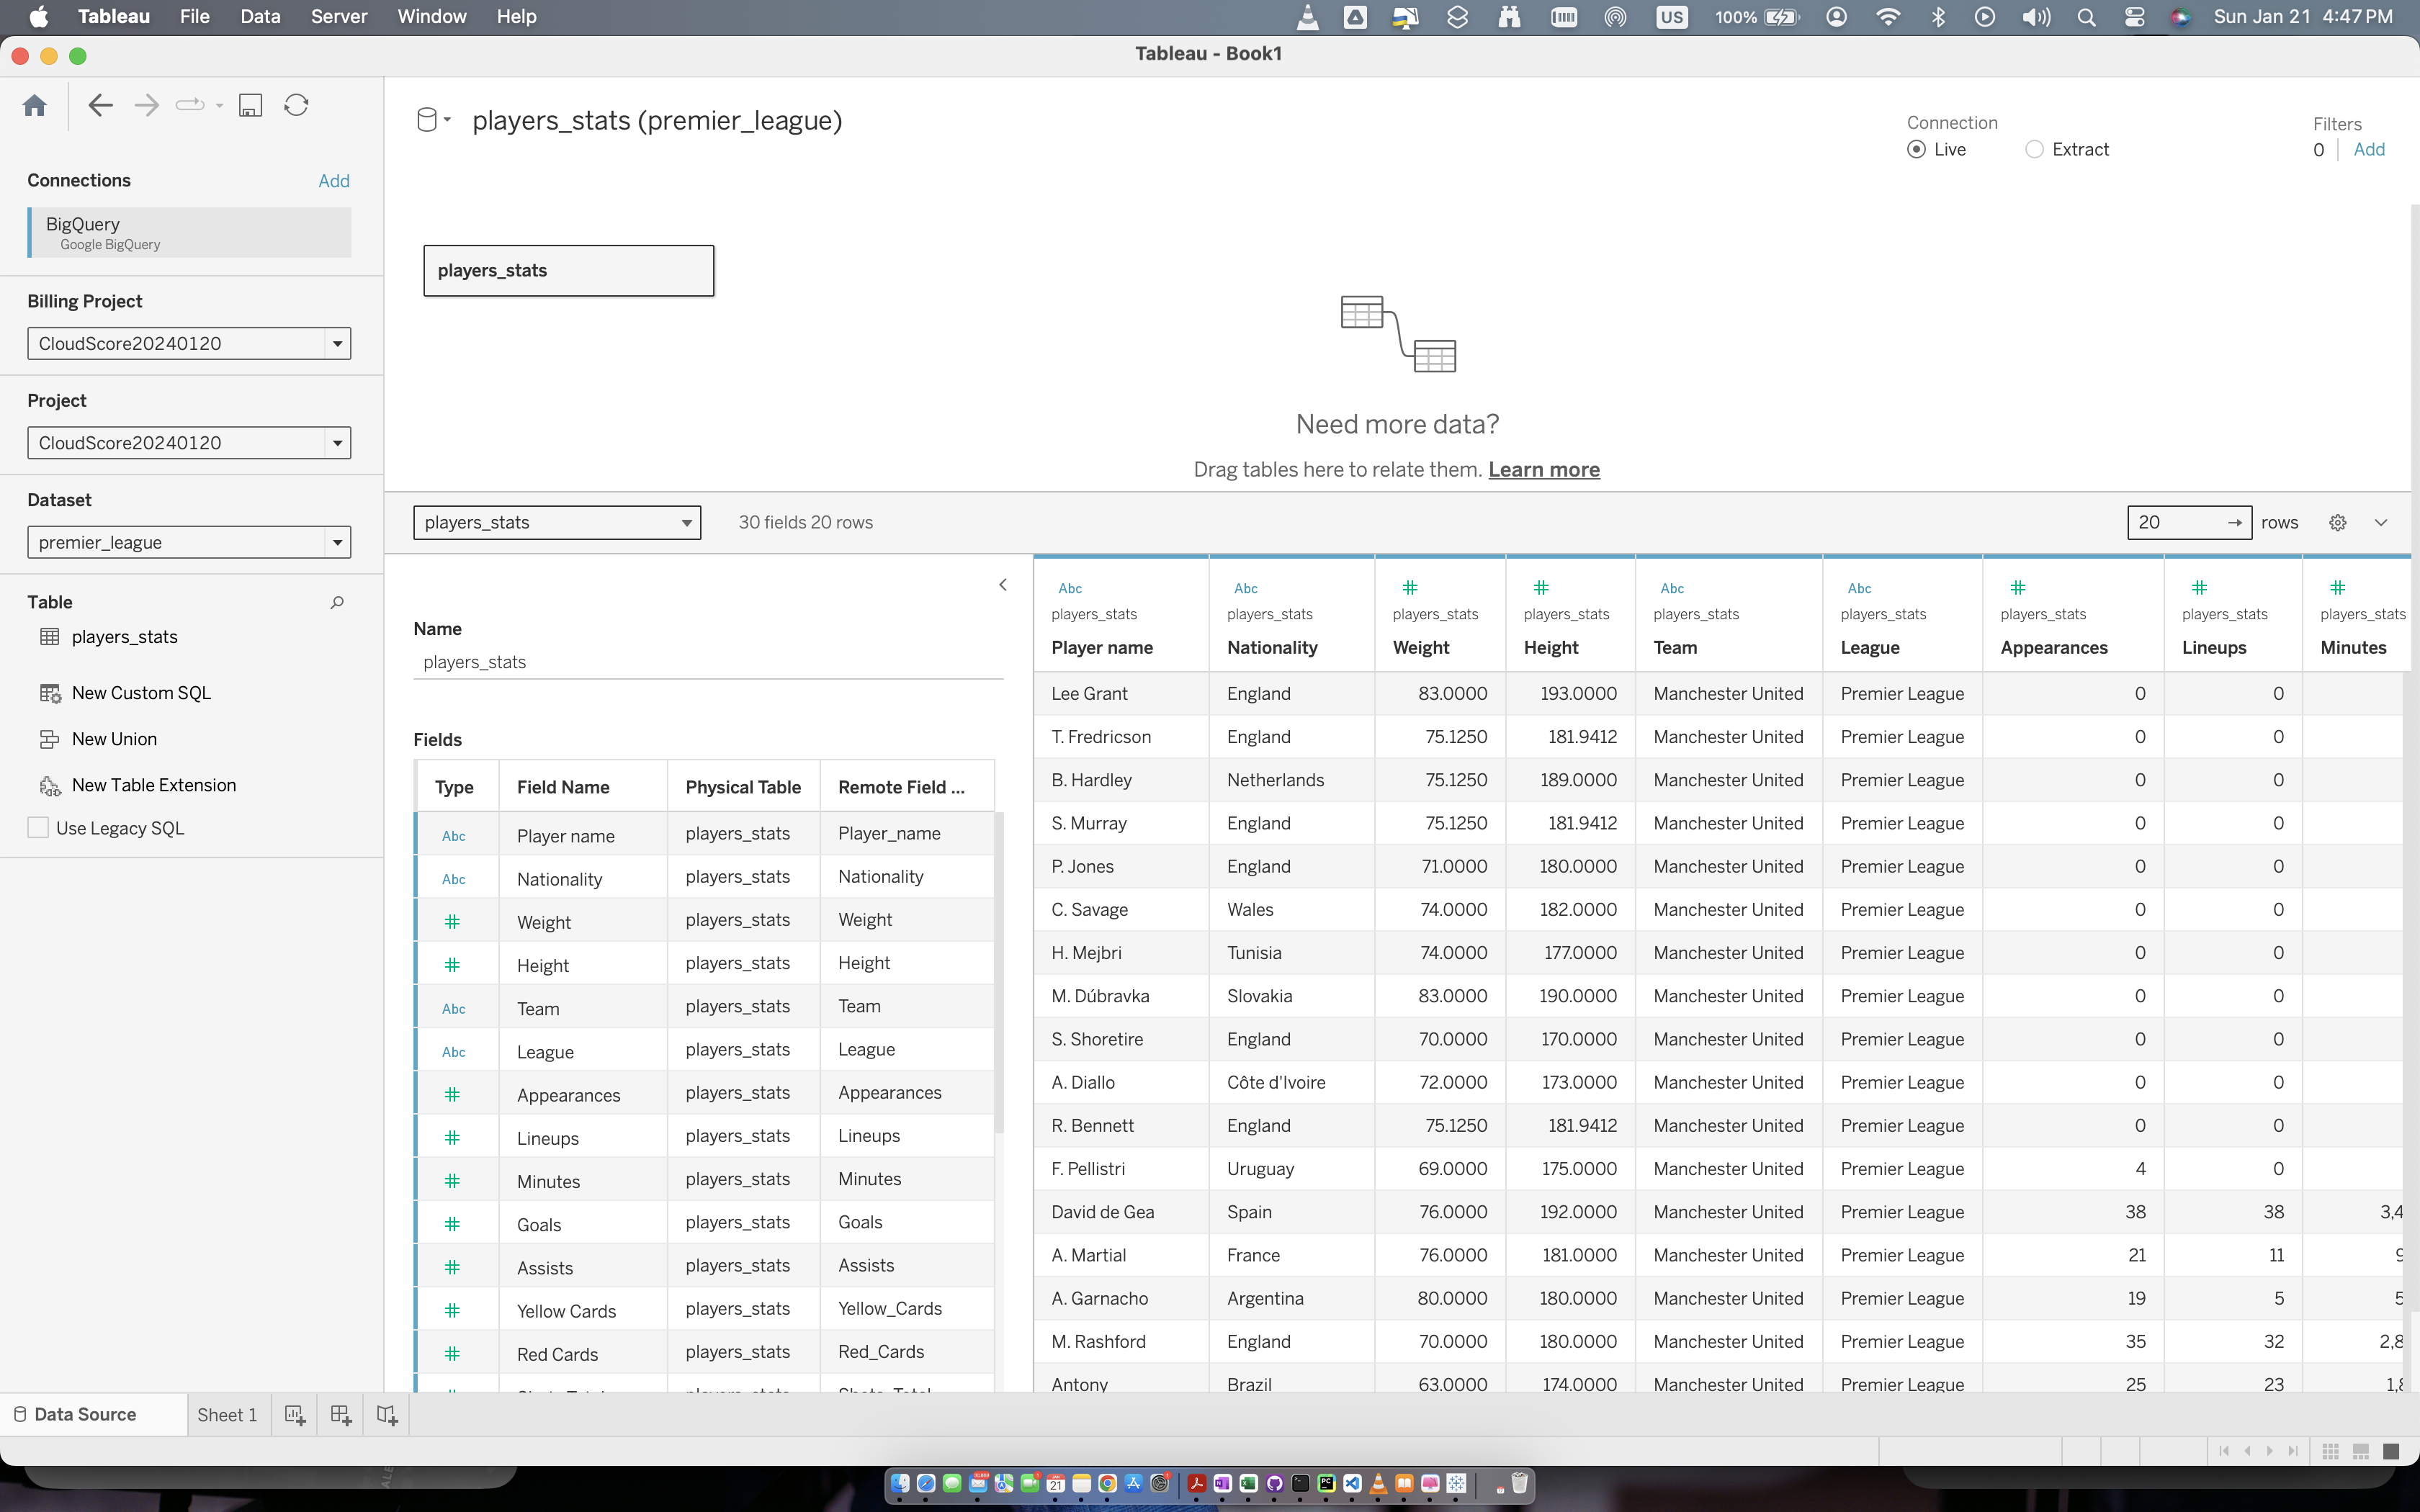 Tableau File Data Server Window Help US 100% Sun Jan 21 4:47 PM
Tableau - Book1
players_stats (premier_league)
Connection
Live Extract
Filters
0 Add
Connections Add
BigQuery
Google BigQuery
Billing Project
CloudScore20240120
Project
CloudScore20240120
Dataset
premier_league
Table
players_stats
New Custom SQL
New Union
New Table Extension
Use Legacy SQL
players_stats
Need more data?
Drag tables here to relate them. Learn more
players_stats 30 fields 20 rows 20 rows
Name
players_stats
Fields
Type Field Name Physical Table Remote Field ...
Abc Player name players_stats Player_name
Abc Nationality players_stats Nationality
# Weight players_stats Weight
# Height players_stats Height
Abc Team players_stats Team
Abc League players_stats League
# Appearances players_stats Appearances
# Lineups players_stats Lineups
# Minutes players_stats Minutes
# Goals players_stats Goals
# Assists players_stats Assists
# Yellow Cards players_stats Yellow_Cards
# Red Cards players_stats Red_Cards
Abc Abc # # Abc Abc # # #
players_stats players_stats players_stats players_stats players_stats players_stats players_stats players_stats players_stats
Player name Nationality Weight Height Team League Appearances Lineups Minutes
Lee Grant England 83.0000 193.0000 Manchester United Premier League 0 0
T. Fredricson England 75.1250 181.9412 Manchester United Premier League 0 0
B. Hardley Netherlands 75.1250 189.0000 Manchester United Premier League 0 0
S. Murray England 75.1250 181.9412 Manchester United Premier League 0 0
P. Jones England 71.0000 180.0000 Manchester United Premier League 0 0
C. Savage Wales 74.0000 182.0000 Manchester United Premier League 0 0
H. Mejbri Tunisia 74.0000 177.0000 Manchester United Premier League 0 0
M. Dúbravka Slovakia 83.0000 190.0000 Manchester United Premier League 0 0
S. Shoretire England 70.0000 170.0000 Manchester United Premier League 0 0
A. Diallo Côte d'Ivoire 72.0000 173.0000 Manchester United Premier League 0 0
R. Bennett England 75.1250 181.9412 Manchester United Premier League 0 0
F. Pellistri Uruguay 69.0000 175.0000 Manchester United Premier League 4 0
David de Gea Spain 76.0000 192.0000 Manchester United Premier League 38 38 3,4
A. Martial France 76.0000 181.0000 Manchester United Premier League 21 11 9
A. Garnacho Argentina 80.0000 180.0000 Manchester United Premier League 19 5 5
M. Rashford England 70.0000 180.0000 Manchester United Premier League 35 32 2,8
Antony Brazil 63.0000 174.0000 Manchester United Premier League 25 23 1,8
Data Source Sheet 1